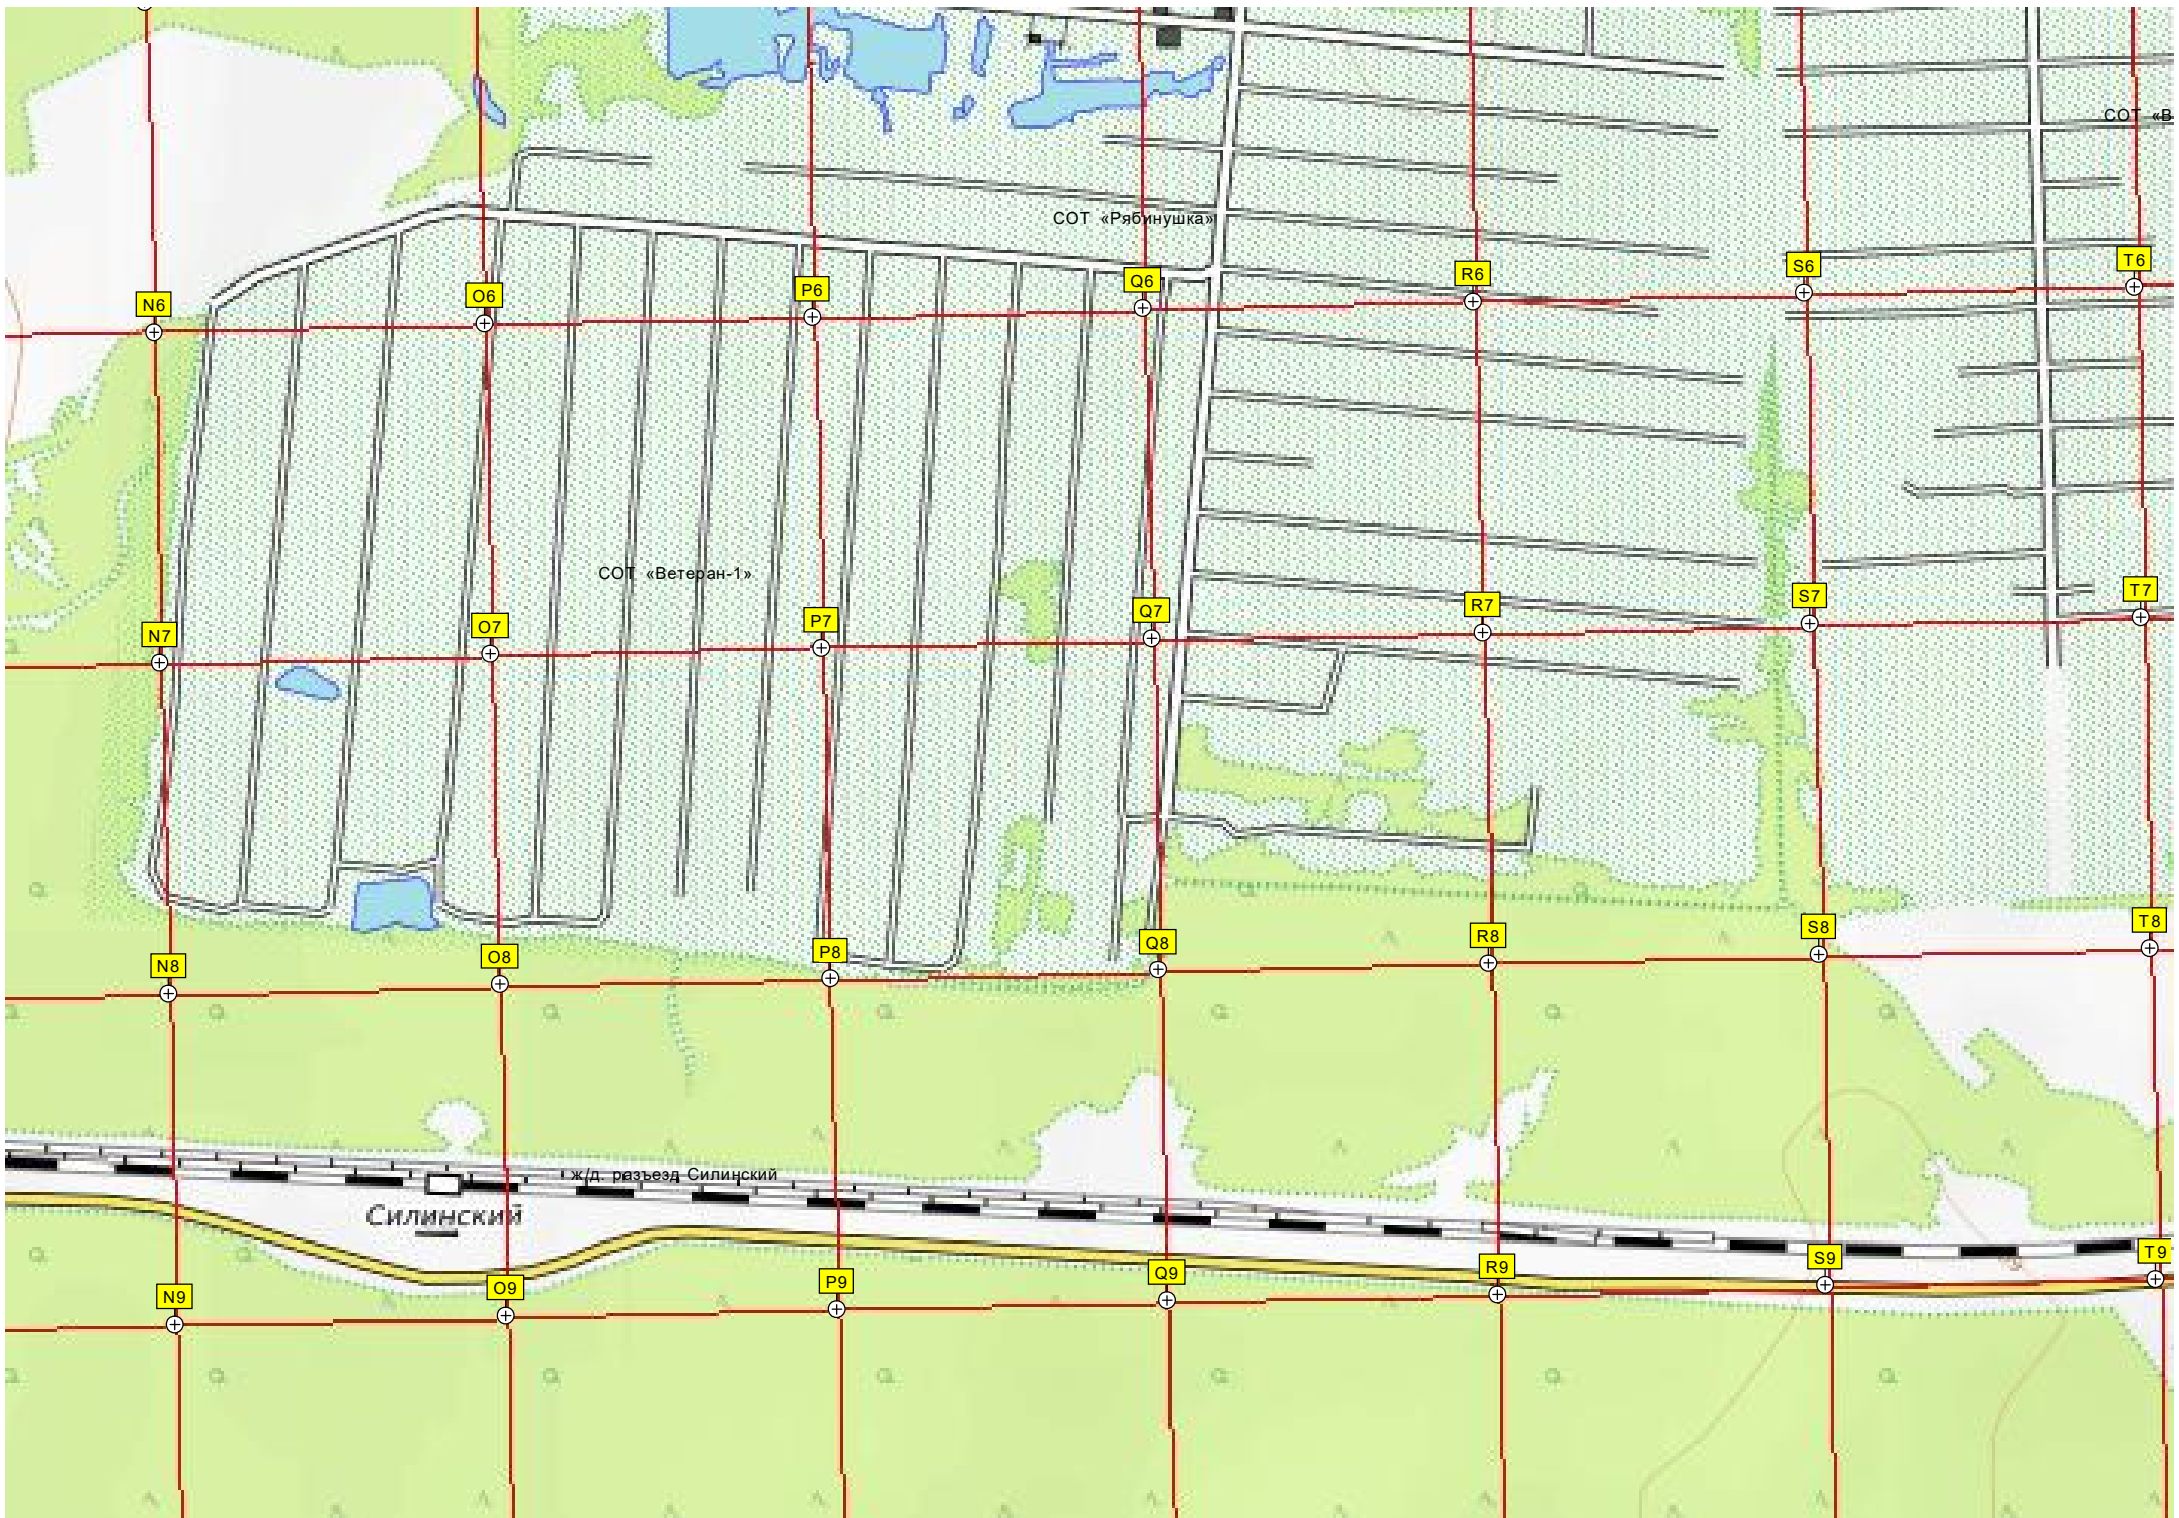 СОТ «В
СОТ «Рябинушка»
N6
O6
P6
Q6
R6
S6
T6
СОТ «Ветеран-1»
N7
O7
P7
Q7
R7
S7
T7
N8
O8
P8
Q8
R8
S8
T8
ж/д. разъезд Силинский
Силинский
N9
O9
P9
Q9
R9
S9
T9